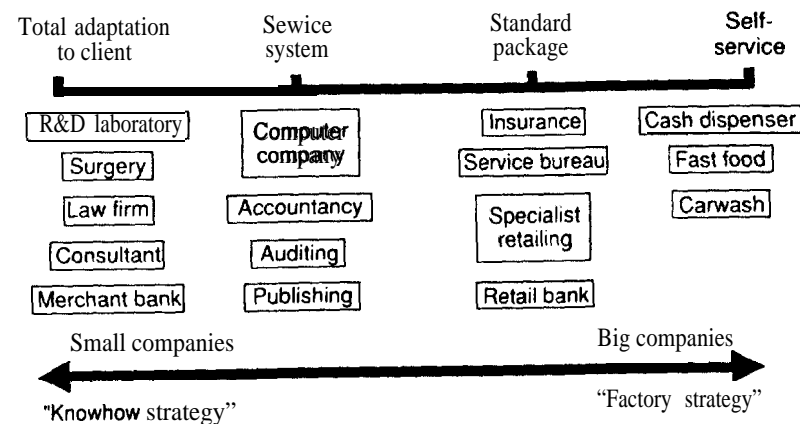 Total adaptation
to client
Sewice
system
Standard
package
Self-
service
R&D laboratory
Surgery
Law firm
Consultant
Merchant bank
Computer
company
Accountancy
Auditing
Publishing
Insurance
Service bureau
Specialist
retailing
Retail bank
Cash dispenser
Fast food
Carwash
Small companies
Big companies
"Knowhow strategy”
“Factory strategy”